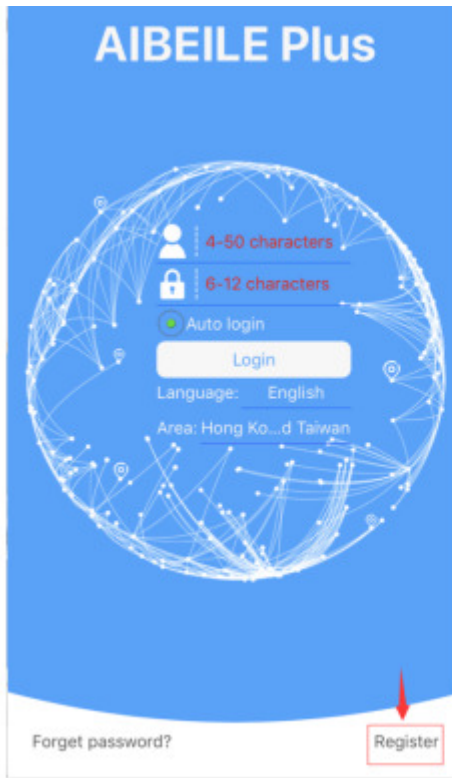 AIBEILE Plus
4-50 characters
6-12 characters
Auto login
Login
Language: English
Area: Hong Ko...d Taiwan
Forget password?
Register